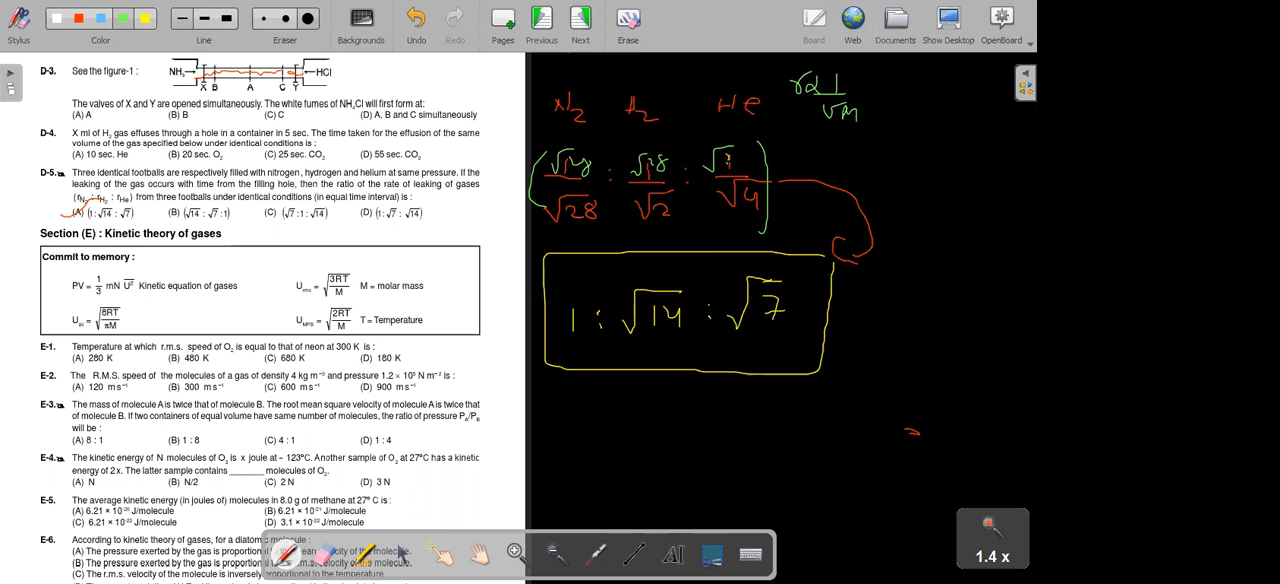 Stylus
Color
Line
Eraser
Backgrounds
Undo
Redo
Pages
Previous
Next
Erase
Board
Web
Documents
Show Desktop
OpenBoard
D-3. See the figure-1 :
NH3
HCl
X B A C Y
The valves of X and Y are opened simultaneously. The white fumes of NH4Cl will first form at:
(A) A (B) B (C) C (D) A, B and C simultaneously
D-4. X ml of H2 gas effuses through a hole in a container in 5 sec. The time taken for the effusion of the same
volume of the gas specified below under identical conditions is :
(A) 10 sec. He (B) 20 sec. O2 (C) 25 sec. CO2 (D) 55 sec. CO2
D-5. Three identical footballs are respectively filled with nitrogen, hydrogen and helium at same pressure. If the
leaking of the gas occurs with time from the filling hole, then the ratio of the rate of leaking of gases
(rN2 : rH2 : rHe) from three footballs under identical conditions (in equal time interval) is :
(A) (1 : √14 : √7) (B) (√14 : √7 : 1) (C) (√7 : 1 : √14) (D) (1 : √7 : √14)
Section (E) : Kinetic theory of gases
Commit to memory :
PV = 1/3 mN U² Kinetic equation of gases Urms = √3RT/M M = molar mass
Uav = √8RT/πM UMPS = √2RT/M T = Temperature
E-1. Temperature at which r.m.s. speed of O2 is equal to that of neon at 300 K is :
(A) 280 K (B) 480 K (C) 680 K (D) 180 K
E-2. The R.M.S. speed of the molecules of a gas of density 4 kg m⁻³ and pressure 1.2 × 10⁵ N m⁻² is :
(A) 120 ms⁻¹ (B) 300 ms⁻¹ (C) 600 ms⁻¹ (D) 900 ms⁻¹
E-3. The mass of molecule A is twice that of molecule B. The root mean square velocity of molecule A is twice that
of molecule B. If two containers of equal volume have same number of molecules, the ratio of pressure PA/PB
will be :
(A) 8 : 1 (B) 1 : 8 (C) 4 : 1 (D) 1 : 4
E-4. The kinetic energy of N molecules of O2 is x joule at – 123°C. Another sample of O2 at 27°C has a kinetic
energy of 2x. The latter sample contains _______ molecules of O2.
(A) N (B) N/2 (C) 2 N (D) 3 N
E-5. The average kinetic energy (in joules of) molecules in 8.0 g of methane at 27° C is :
(A) 6.21 × 10⁻²⁰ J/molecule (B) 6.21 × 10⁻²¹ J/molecule
(C) 6.21 × 10⁻²² J/molecule (D) 3.1 × 10⁻²² J/molecule
E-6. According to kinetic theory of gases, for a diatomic molecule :
(A) The pressure exerted by the gas is proportional velocity of the molecule.
(B) The pressure exerted by the gas is proportional r.m.s. velocity of the molecule.
(C) The r.m.s. velocity of the molecule is inversely proportional to the temperature.
N2 H2 He
r α 1/√M
√28 : √28 :
√28 √2 √4
1 : √14 : √7
1.4 x